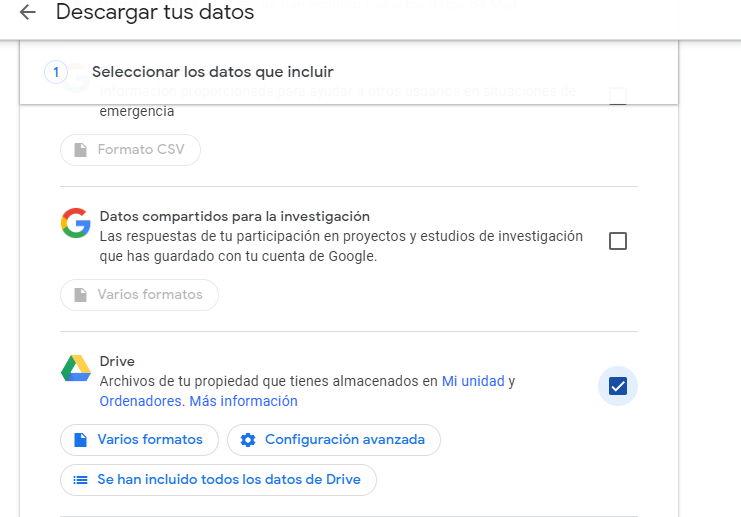 Descargar tus datos
1 Seleccionar los datos que incluir
Información proporcionada para ayudar a otros usuarios en situaciones de
emergencia
Formato CSV
Datos compartidos para la investigación
Las respuestas de tu participación en proyectos y estudios de investigación
que has guardado con tu cuenta de Google.
Varios formatos
Drive
Archivos de tu propiedad que tienes almacenados en Mi unidad y
Ordenadores. Más información
Varios formatos
Configuración avanzada
Se han incluido todos los datos de Drive